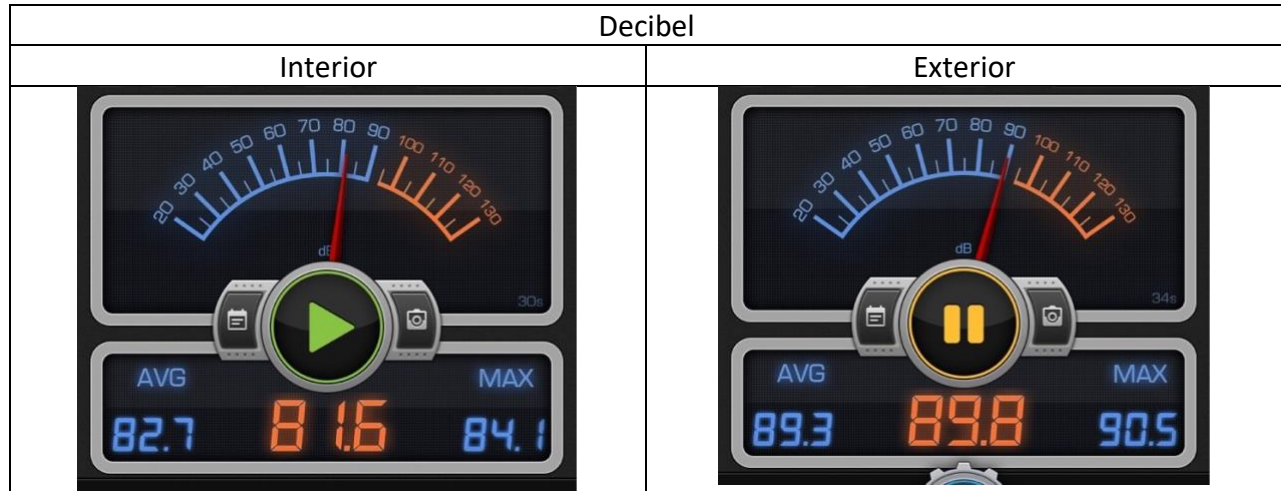 Decibel
Interior
Exterior
20 30 40 50 60 70 80 90 100 110 120 130
dB
30s
AVG
MAX
82.7
81.6
84.1
20 30 40 50 60 70 80 90 100 110 120 130
dB
34s
AVG
MAX
89.3
89.8
90.5